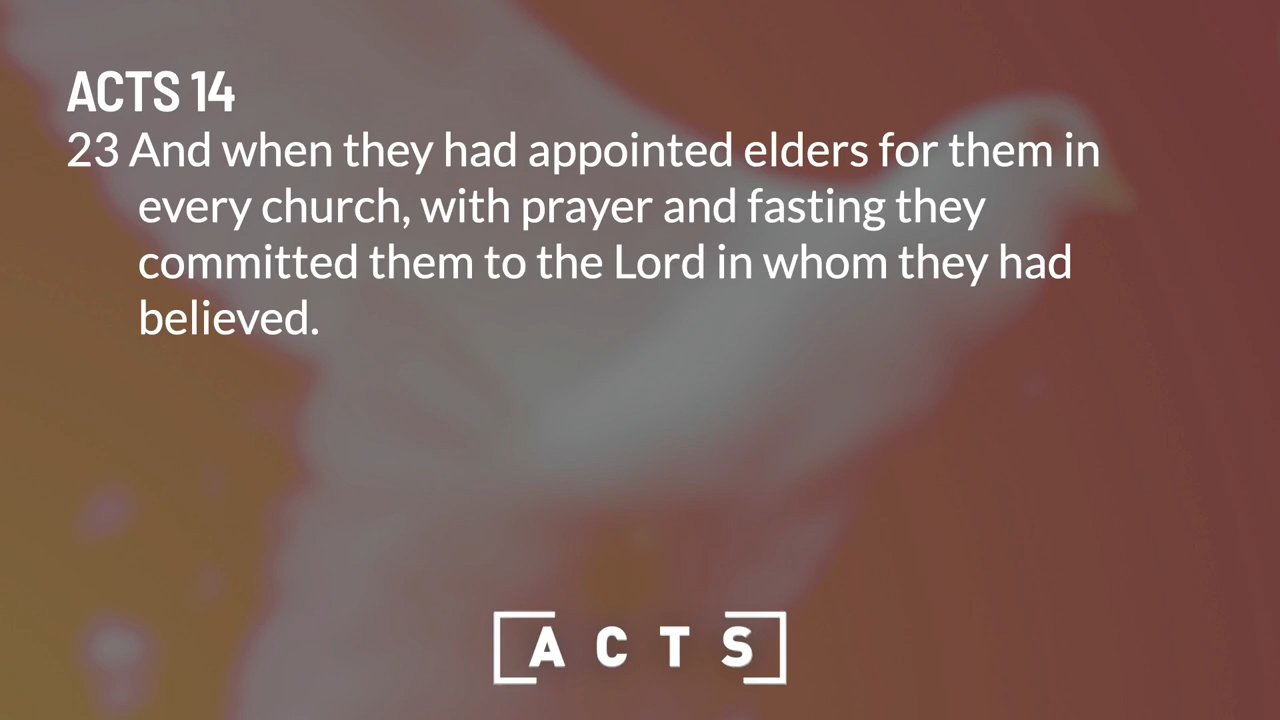 ACTS 14
23 And when they had appointed elders for them in
every church, with prayer and fasting they
committed them to the Lord in whom they had
believed.
ACTS